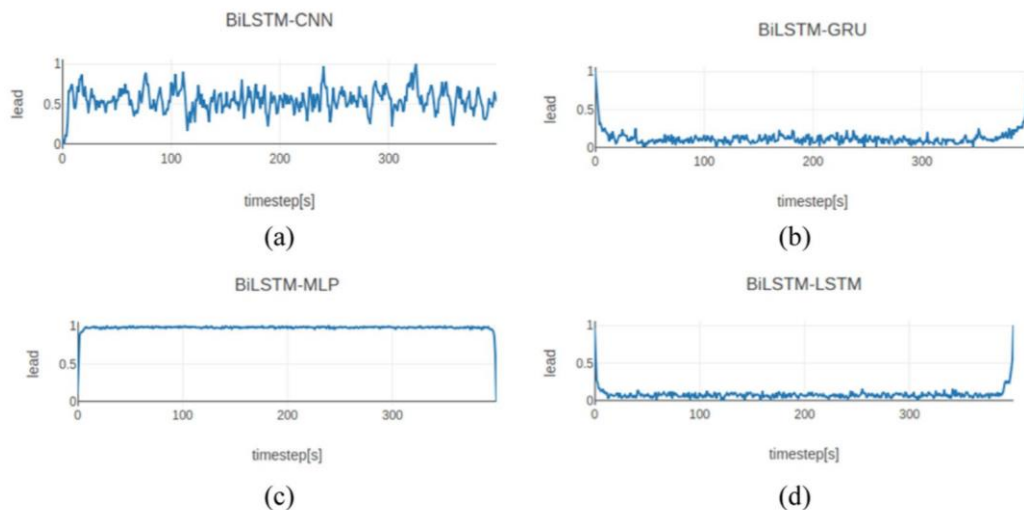 BiLSTM-CNN
1
0.5
0
lead
0 100 200 300
timestep[s]
(a)
BiLSTM-GRU
1
0.5
0
lead
0 100 200 300
timestep[s]
(b)
BiLSTM-MLP
1
0.5
0
lead
0 100 200 300
timestep[s]
(c)
BiLSTM-LSTM
1
0.5
0
lead
0 100 200 300
timestep[s]
(d)